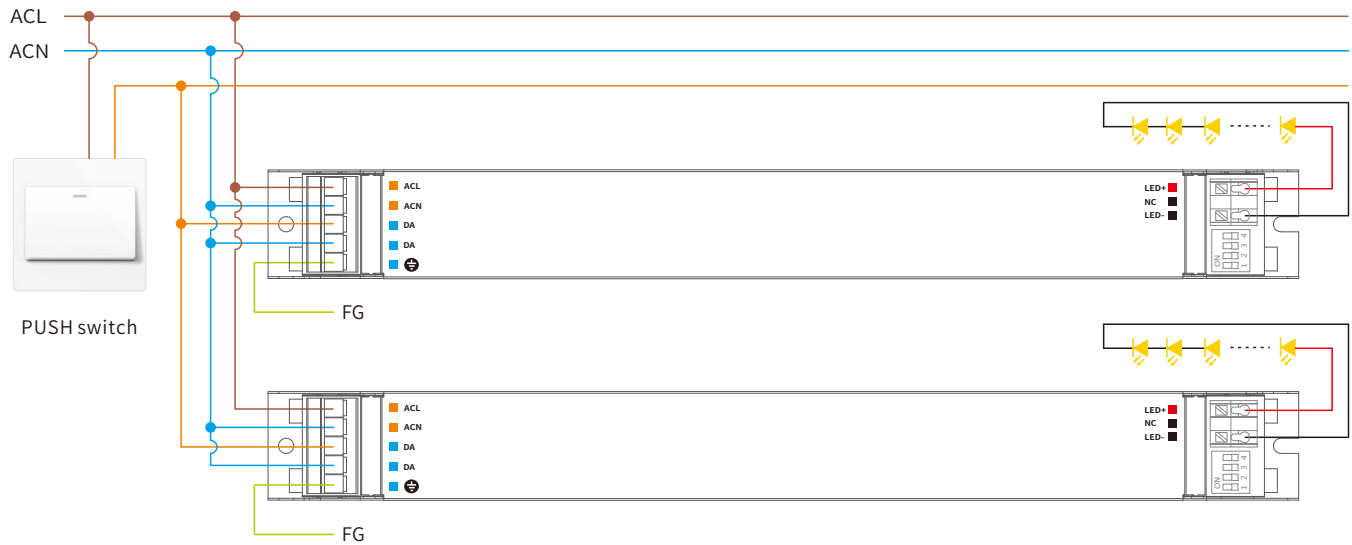 ACL
ACN
PUSH switch
ACL
ACN
DA
DA
LED+
NC
LED-
ON
1 2 3 4
FG
ACL
ACN
DA
DA
LED+
NC
LED-
ON
1 2 3 4
FG